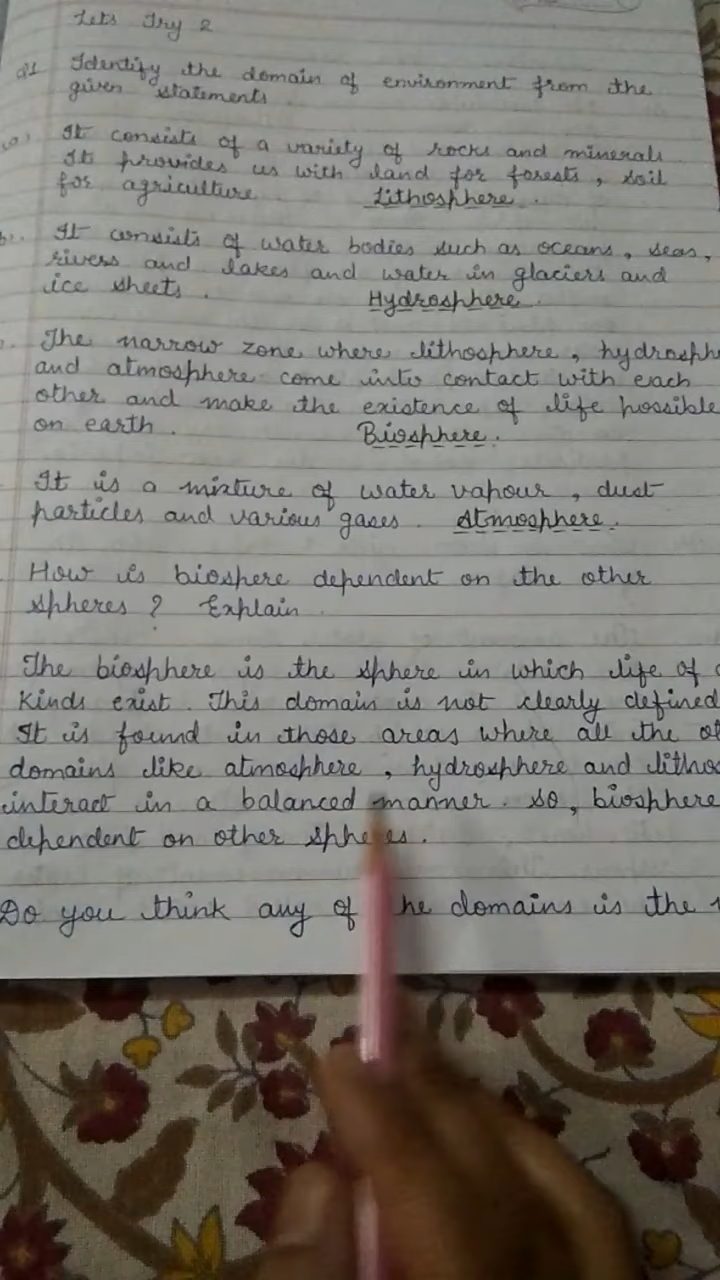 Lets Try 2
Q1 Identify the domain of environment from the
given statements
a. It consists of a variety of rocks and minerals
It provides us with land for forests, soil
for agriculture Lithosphere.
b. It consists of water bodies such as oceans, seas,
rivers and lakes and water in glaciers and
ice sheets. Hydrosphere.
The narrow zone where lithosphere, hydrosph
and atmosphere come into contact with each
other and make the existence of life possible
on earth. Biosphere.
It is a mixture of water vapour, dust
particles and various gases. Atmosphere.
How is biospere dependent on the other
spheres? Explain.
The biosphere is the sphere in which life of
Kinds exist. This domain is not clearly defined
It is found in those areas where all the ot
domains like atmosphere, hydrosphere and litho
interact in a balanced manner. So, biosphere
dependent on other spheres.
Do you think any of the domains is the